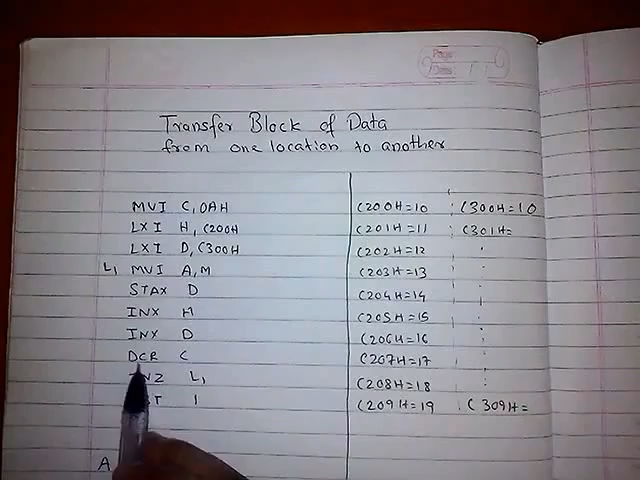 Page:
Date: / /
Transfer Block of Data
from one location to another
MVI C,0AH C200H=10 ; C300H=10
LXI H,C200H C201H=11 ; C301H=
LXI D,C300H C202H=12
L1 MVI A,M C203H=13
STAX D C204H=14
INX H C205H=15
INX D C206H=16
DCR C C207H=17
L1 C208H=18
1 C209H=19 C309H=
A